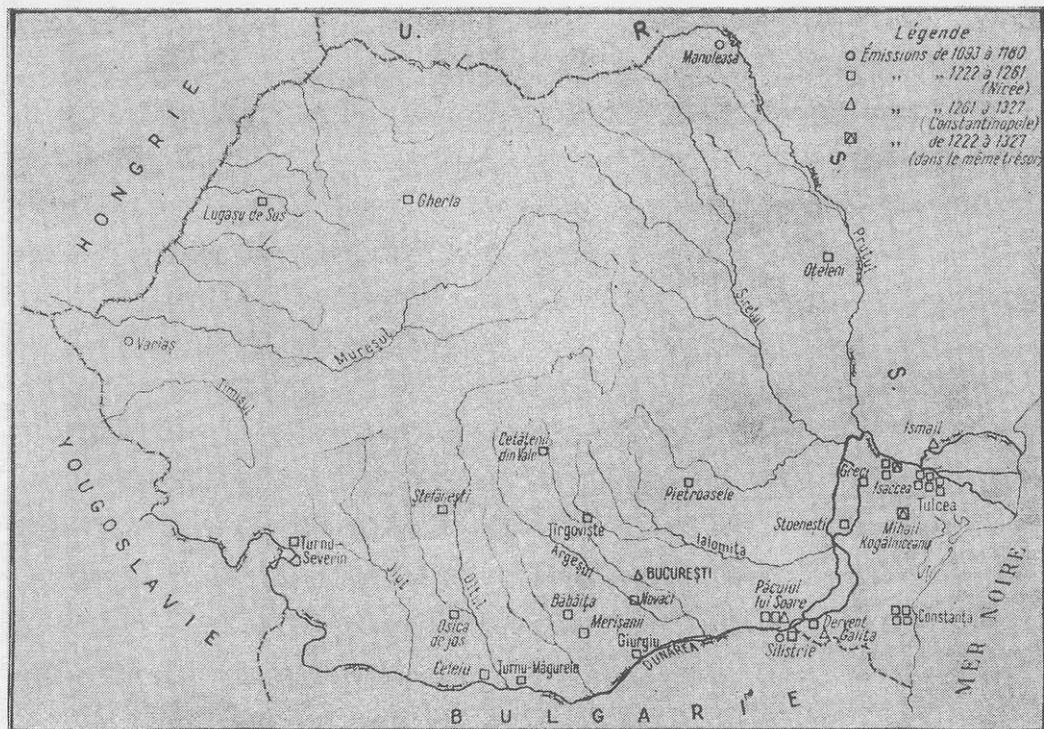 U. R.
S.
S.
HONGRIE
YOUGOSLAVIE
BULGARIE
MER NOIRE
Légende
Émissions de 1093 à 1180
,, ,, 1222 à 1261
(Nicée)
,, ,, 1261 à 1327
(Constantinople)
,, de 1222 à 1327
(dans le même trésor)
Manoleasa
Lugașu de Sus
Gherla
Oțeleni
Prutul
Siretul
Mureșul
Variaș
Timișul
Ismail
Cetățeni
din Vale
Greci
Isaccea
Tulcea
Pietroasele
Ștefănești
Stoenești
Mihail
Kogălniceanu
Tîrgoviște
Ialomița
Turnu-
Severin
Argeșul
BUCUREȘTI
Jiul
Oltul
Păcuiul
lui Soare
Novaci
Băbăița
Merișani
Osica
de jos
Constanța
Dervent
Galița
Giurgiu
Silistrie
DUNĂREA
Celeiu
Turnu-Măgurele